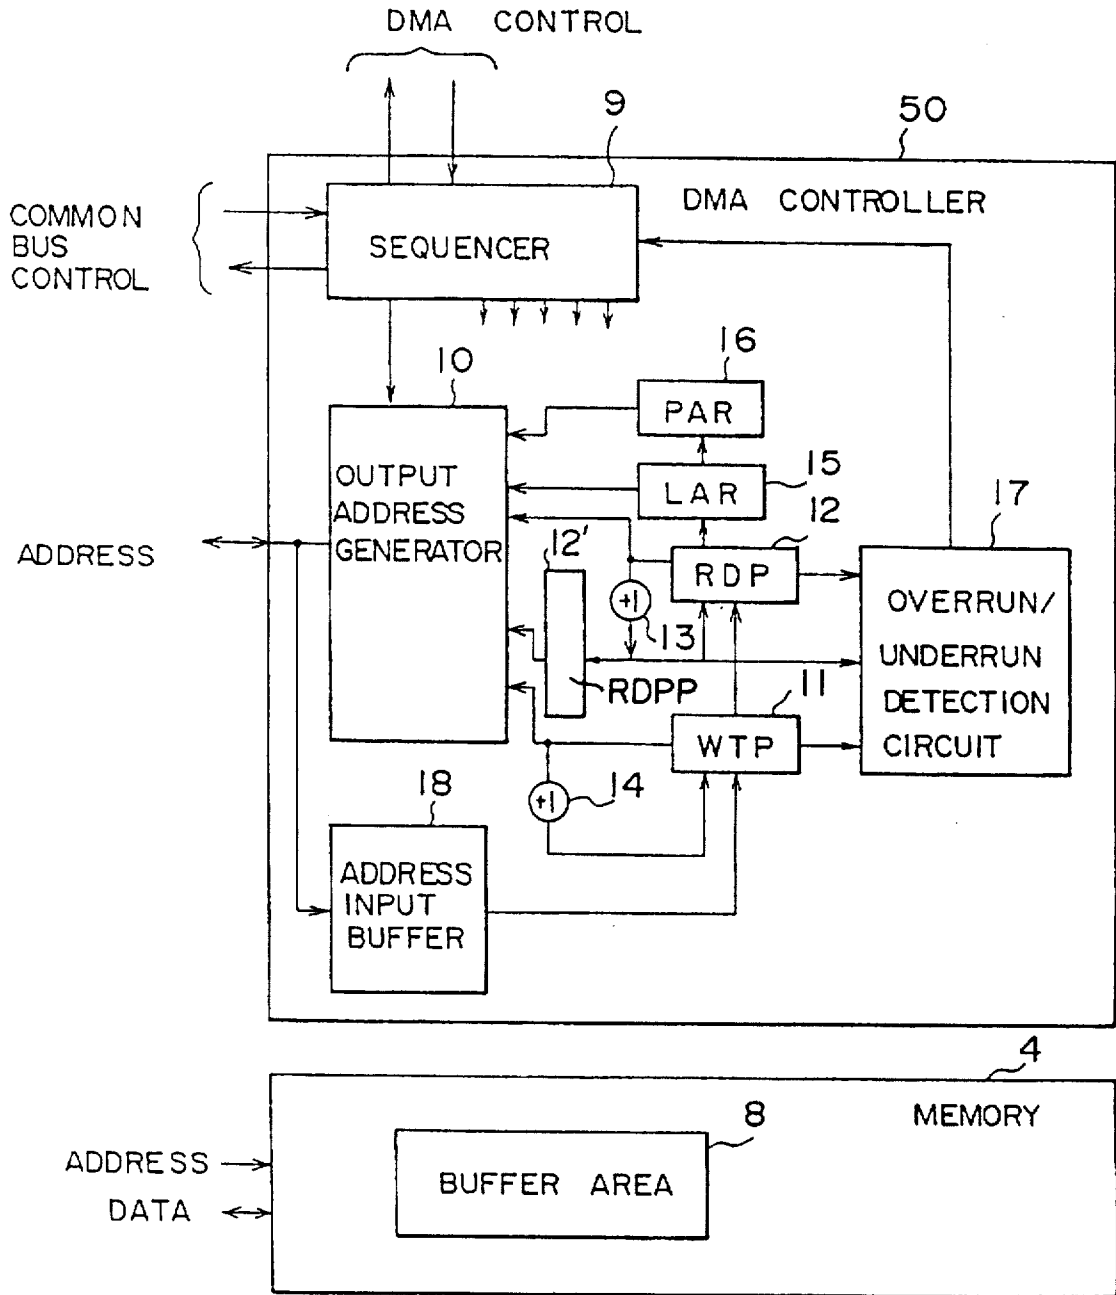 DMA CONTROL
9
50
DMA CONTROLLER
COMMON
BUS
CONTROL
SEQUENCER
10
16
PAR
15
LAR
12
17
OUTPUT
ADDRESS
GENERATOR
ADDRESS
12'
RDP
+1
13
OVERRUN/
UNDERRUN
DETECTION
CIRCUIT
RDPP
11
WTP
+1
14
18
ADDRESS
INPUT
BUFFER
4
MEMORY
8
ADDRESS
DATA
BUFFER AREA